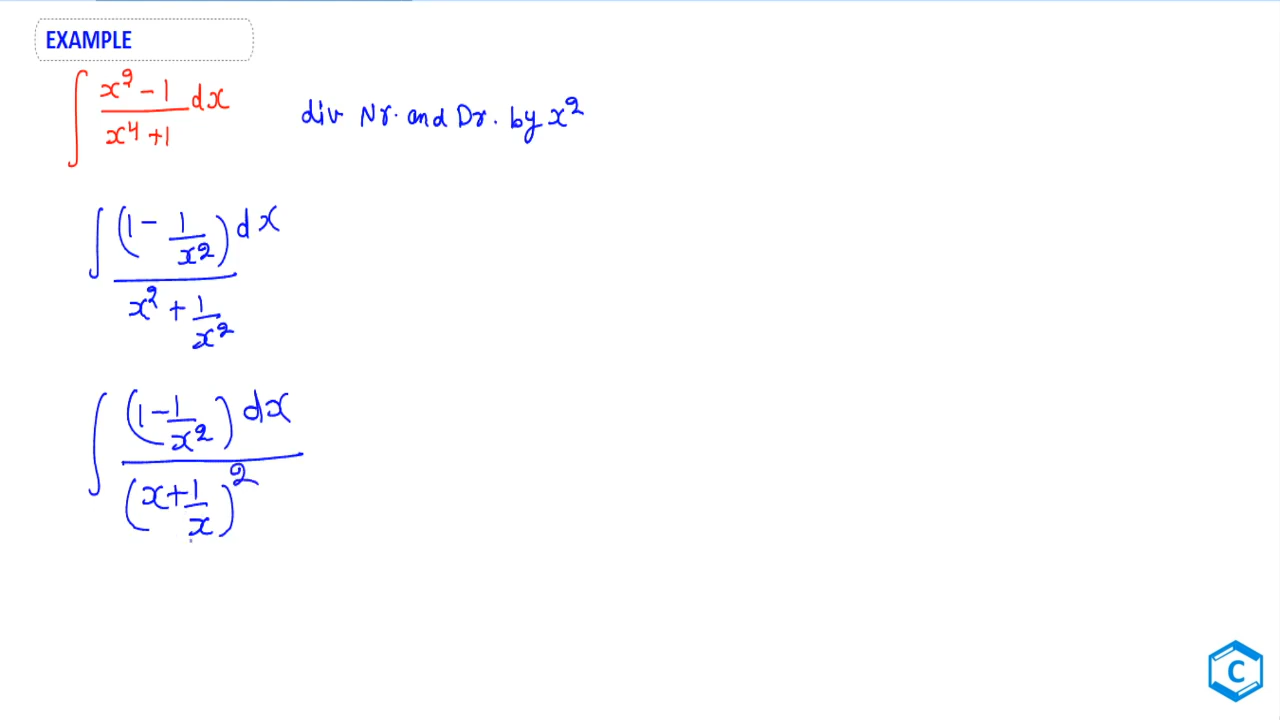 EXAMPLE
∫ (x² - 1)/(x⁴ + 1) dx div Nr. and Dr. by x²
∫ (1 - 1/x²) dx / (x² + 1/x²)
∫ (1 - 1/x²) dx / (x + 1/x)²
C